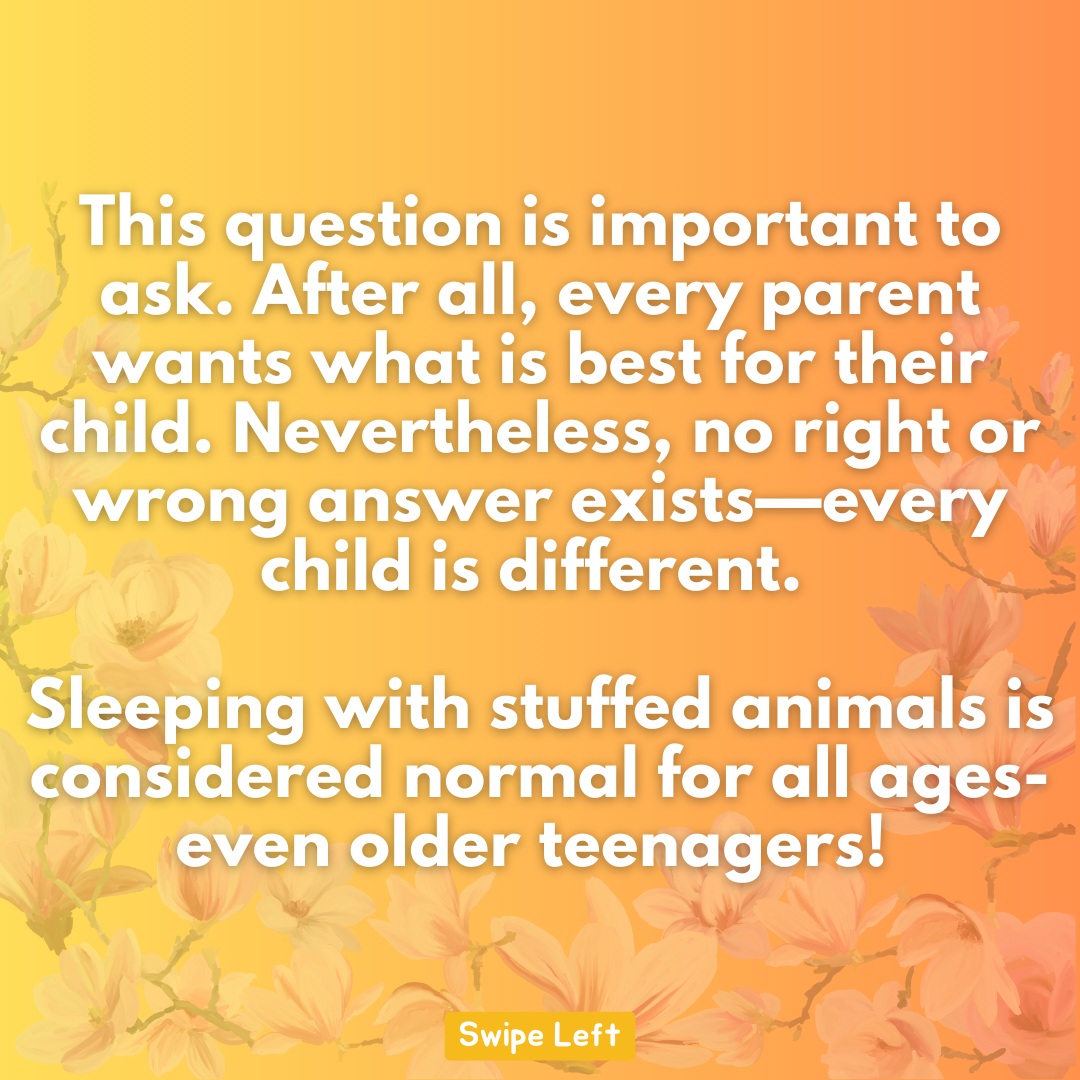 This question is important to
ask. After all, every parent
wants what is best for their
child. Nevertheless, no right or
wrong answer exists—every
child is different.
Sleeping with stuffed animals is
considered normal for all ages-
even older teenagers!
Swipe Left